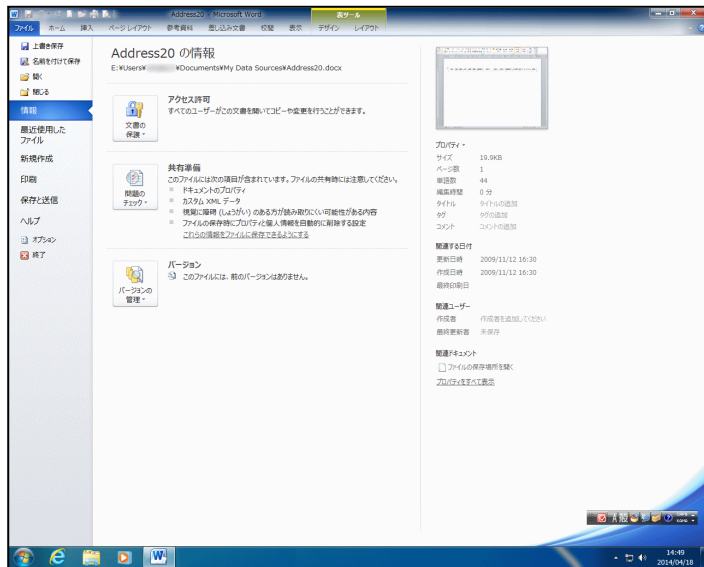 Address20 - Microsoft Word
表ツール
ファイル ホーム 挿入 ページ レイアウト 参考資料 差し込み文書 校閲 表示 デザイン レイアウト
上書き保存
名前を付けて保存
開く
閉じる
情報
最近使用した
ファイル
新規作成
印刷
保存と送信
ヘルプ
オプション
終了
Address20 の情報
E:¥Users¥ ¥Documents¥My Data Sources¥Address20.docx
文書の
保護
アクセス許可
すべてのユーザーがこの文書を開いてコピーや変更を行うことができます。
問題の
チェック
共有準備
このファイルには次の項目が含まれています。ファイルの共有時には注意してください。
ドキュメントのプロパティ
カスタム XML データ
視覚に障碍 (しょうがい) のある方が読み取りにくい可能性がある内容
ファイルの保存時にプロパティと個人情報を自動的に削除する設定
これらの情報をファイルに保存できるようにする
バージョンの
管理
バージョン
このファイルには、前のバージョンはありません。
プロパティ
サイズ 19.9KB
ページ数 1
単語数 44
編集時間 0 分
タイトル タイトルの追加
タグ タグの追加
コメント コメントの追加
関連する日付
更新日時 2009/11/12 16:30
作成日時 2009/11/12 16:30
最終印刷日
関連ユーザー
作成者 作成者を追加してください
最終更新者 未保存
関連ドキュメント
ファイルの保存場所を開く
プロパティをすべて表示
A 般
14:49
2014/04/18